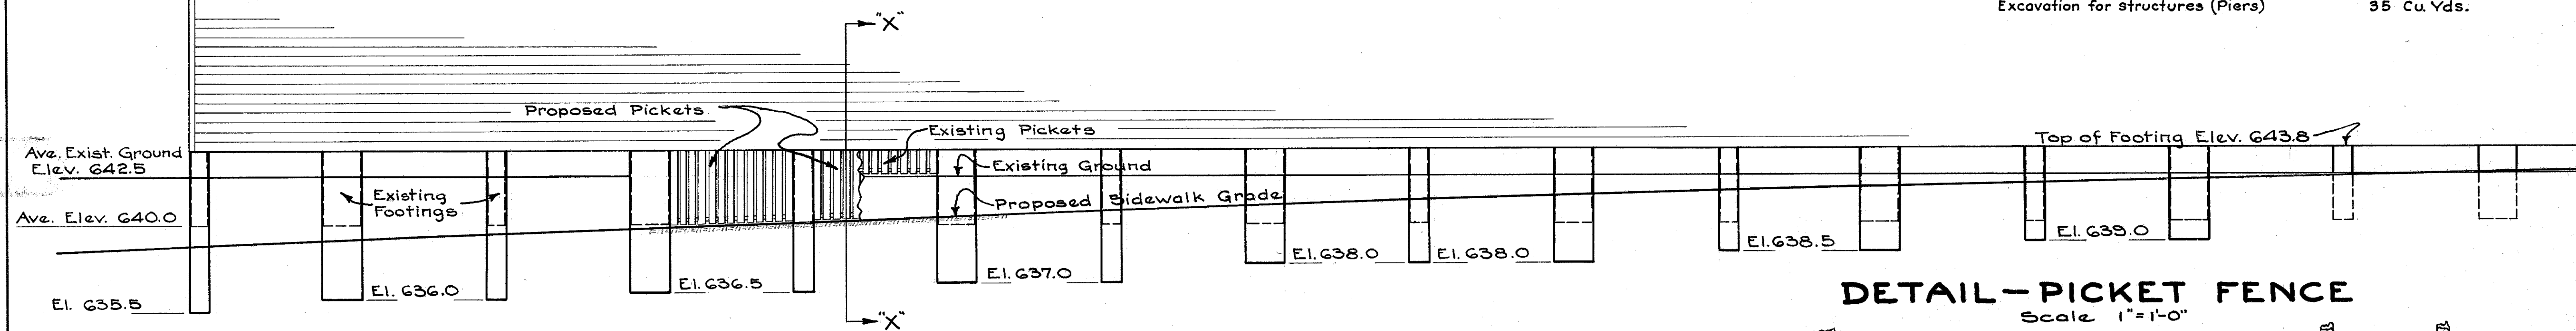 Excavation for structures (Piers) 35 Cu. Yds.
"X"
Proposed Pickets
Existing Pickets
Top of Footing Elev. 643.8
Ave. Exist. Ground
Elev. 642.5
Existing Ground
Existing
Footings
Proposed Sidewalk Grade
Ave. Elev. 640.0
El. 635.5
El. 636.0
El. 636.5
El. 637.0
El. 638.0
El. 638.0
El. 638.5
El. 639.0
"X"
DETAIL-PICKET FENCE
Scale 1"=1'-0"